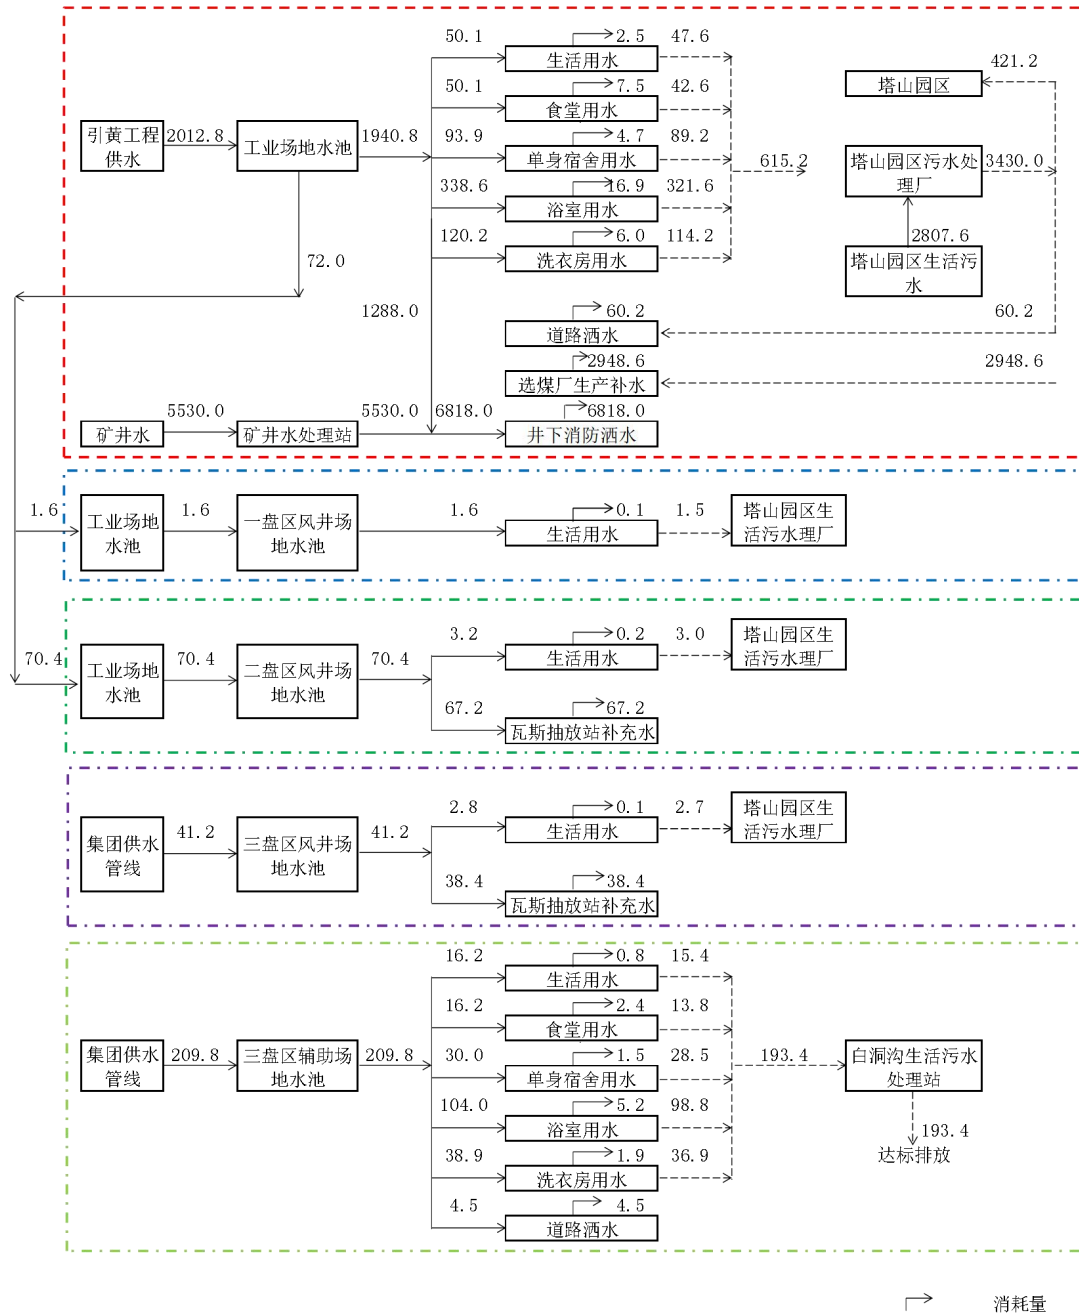 50.1
2.5
47.6
生活用水
421.2
塔山园区
50.1
7.5
42.6
食堂用水
引黄工程
供水
2012.8
工业场地水池
1940.8
93.9
4.7
89.2
单身宿舍用水
615.2
塔山园区污水处
理厂
3430.0
338.6
16.9
321.6
浴室用水
2807.6
120.2
6.0
114.2
洗衣房用水
塔山园区生活污
水
72.0
1288.0
60.2
道路洒水
60.2
2948.6
选煤厂生产补水
2948.6
矿井水
5530.0
矿井水处理站
5530.0
6818.0
6818.0
井下消防洒水
1.6
工业场地
水池
1.6
一盘区风井场
地水池
1.6
0.1
生活用水
1.5
塔山园区生
活污水理厂
70.4
工业场地
水池
70.4
二盘区风井场
地水池
70.4
3.2
0.2
生活用水
3.0
塔山园区生
活污水理厂
67.2
67.2
瓦斯抽放站补充水
集团供水
管线
41.2
三盘区风井场
地水池
41.2
2.8
0.1
生活用水
2.7
塔山园区生
活污水理厂
38.4
38.4
瓦斯抽放站补充水
16.2
0.8
15.4
生活用水
16.2
2.4
13.8
食堂用水
集团供水
管线
209.8
三盘区辅助场
地水池
209.8
30.0
1.5
28.5
单身宿舍用水
193.4
白洞沟生活污水
处理站
104.0
5.2
98.8
浴室用水
193.4
达标排放
38.9
1.9
36.9
洗衣房用水
4.5
4.5
道路洒水
消耗量